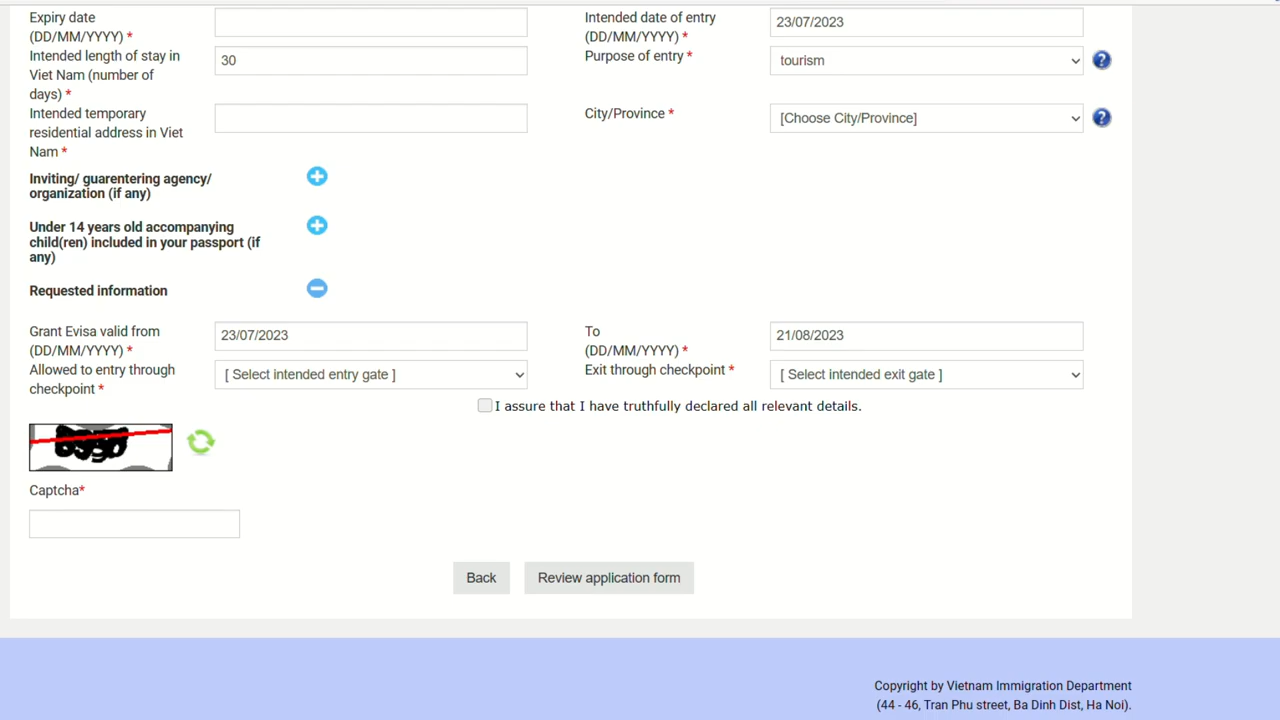 Expiry date
(DD/MM/YYYY) *
Intended date of entry
(DD/MM/YYYY) *
23/07/2023
Intended length of stay in
Viet Nam (number of
days) *
30
Purpose of entry *
tourism
Intended temporary
residential address in Viet
Nam *
City/Province *
[Choose City/Province]
Inviting/ guarentering agency/
organization (if any)
Under 14 years old accompanying
child(ren) included in your passport (if
any)
Requested information
Grant Evisa valid from
(DD/MM/YYYY) *
23/07/2023
To
(DD/MM/YYYY) *
21/08/2023
Allowed to entry through
checkpoint *
[ Select intended entry gate ]
Exit through checkpoint *
[ Select intended exit gate ]
I assure that I have truthfully declared all relevant details.
Captcha*
Back
Review application form
Copyright by Vietnam Immigration Department
(44 - 46, Tran Phu street, Ba Dinh Dist, Ha Noi).